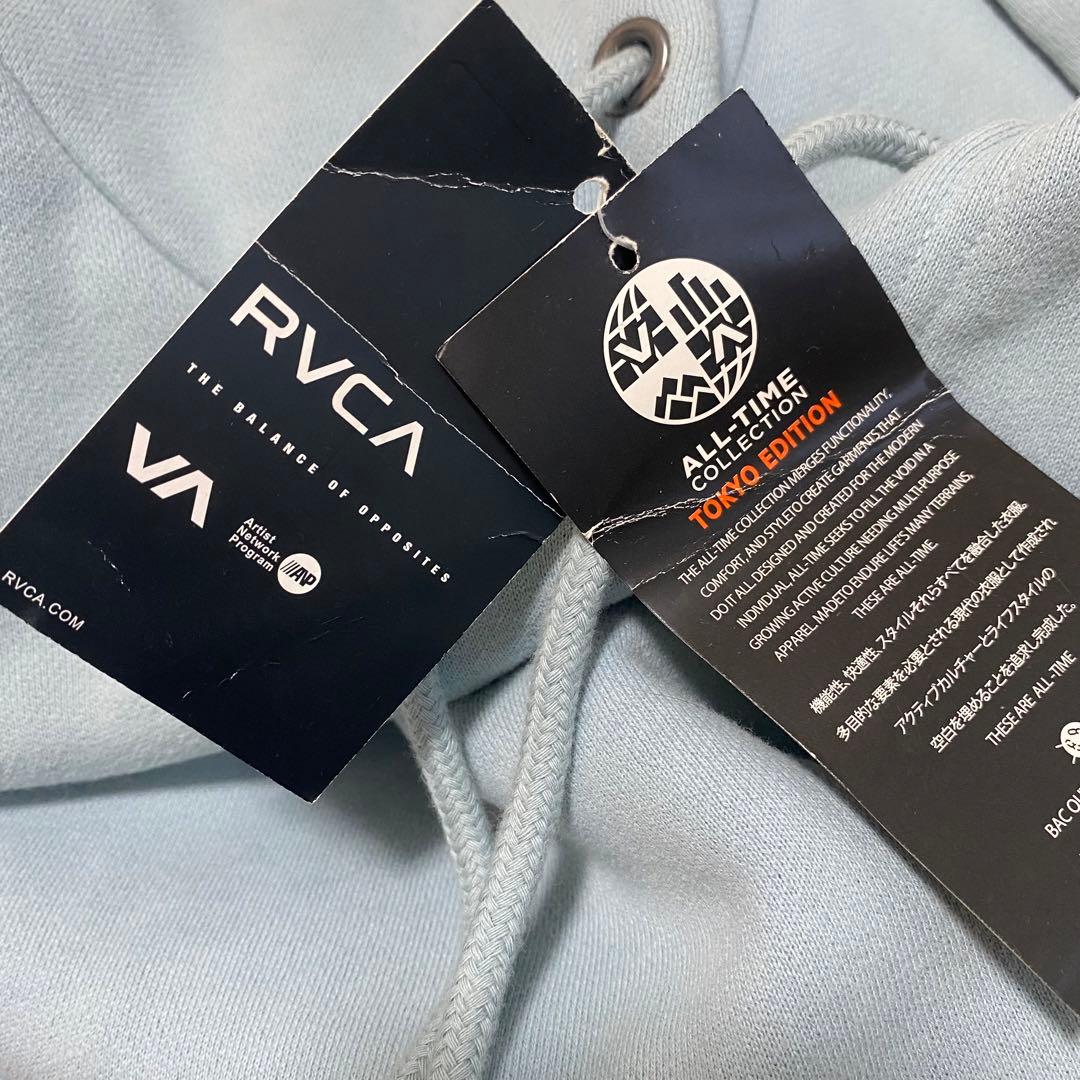 RVCA
THE BALANCE OF OPPOSITES
VA
Artist
Network
Program
ANP
RVCA.COM
V
A
ALL-TIME
COLLECTION
TOKYO EDITION
THE ALL-TIME COLLECTION MERGES FUNCTIONALITY,
COMFORT, AND STYLE TO CREATE GARMENTS THAT
DO IT ALL. DESIGNED AND CREATED FOR THE MODERN
INDIVIDUAL, ALL-TIME SEEKS TO FILL THE VOID IN A
GROWING ACTIVE CULTURE NEEDING MULTI-PURPOSE
APPAREL. MADE TO ENDURE LIFE'S MANY TERRAINS,
THESE ARE ALL-TIME
機能性、快適性、スタイルそれらすべてを融合した衣服。
多目的な要素を必要とされる現代の衣服として作成され
アクティブカルチャーとライフスタイルの
空白を埋めることを追求し完成した。
THESE ARE ALL-TIME